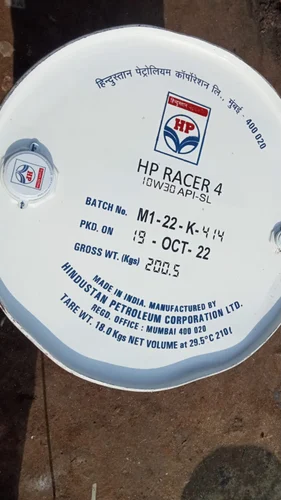 हिन्दुस्तान पेट्रोलियम कॉर्पोरेशन लि., मुंबई - 400 020
हिन्दुस्तान
HP
HP RACER 4
10W30 API-SL
BATCH No. M1-22-K-414
PKD. ON 19 - OCT- 22
GROSS WT. (Kgs) 200.5
MADE IN INDIA. MANUFACTURED BY
HINDUSTAN PETROLEUM CORPORATION LTD.
REGD. OFFICE : MUMBAI 400 020
TARE WT. 18.0Kgs NET VOLUME at 29.5°C 210l